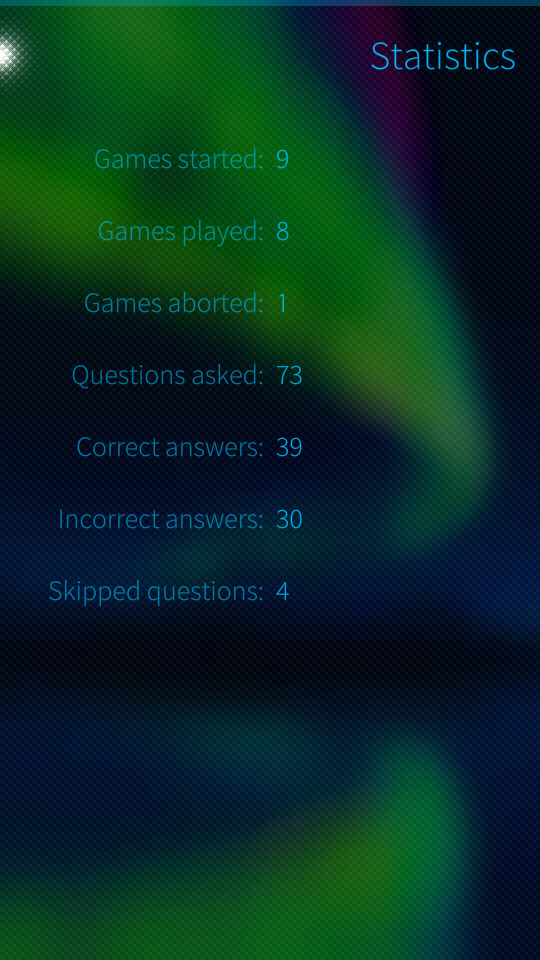 Statistics
Games started: 9
Games played: 8
Games aborted: 1
Questions asked: 73
Correct answers: 39
Incorrect answers: 30
Skipped questions: 4